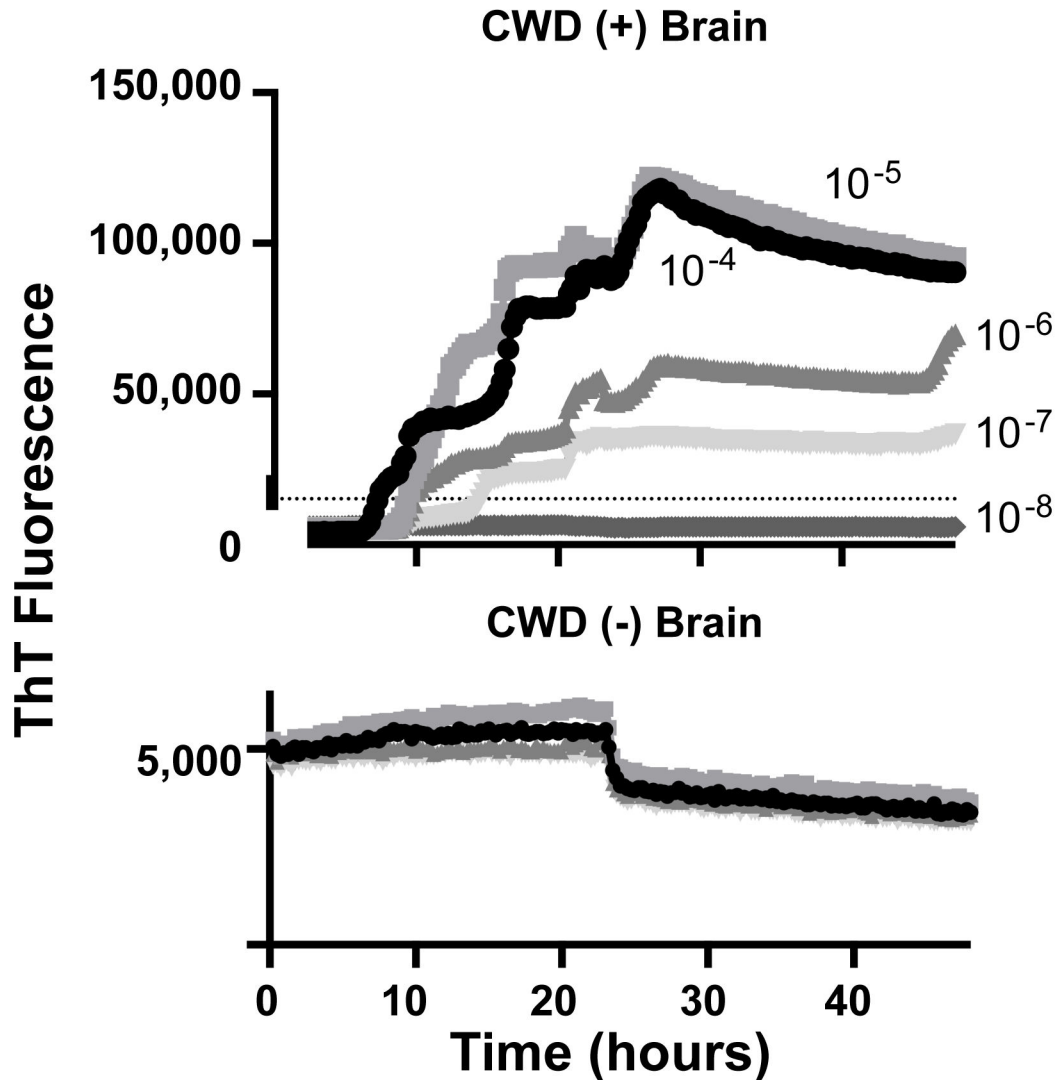 CWD (+) Brain
150,000
100,000
50,000
0
10⁻⁵
10⁻⁴
10⁻⁶
10⁻⁷
10⁻⁸
ThT Fluorescence
CWD (-) Brain
5,000
0 10 20 30 40
Time (hours)